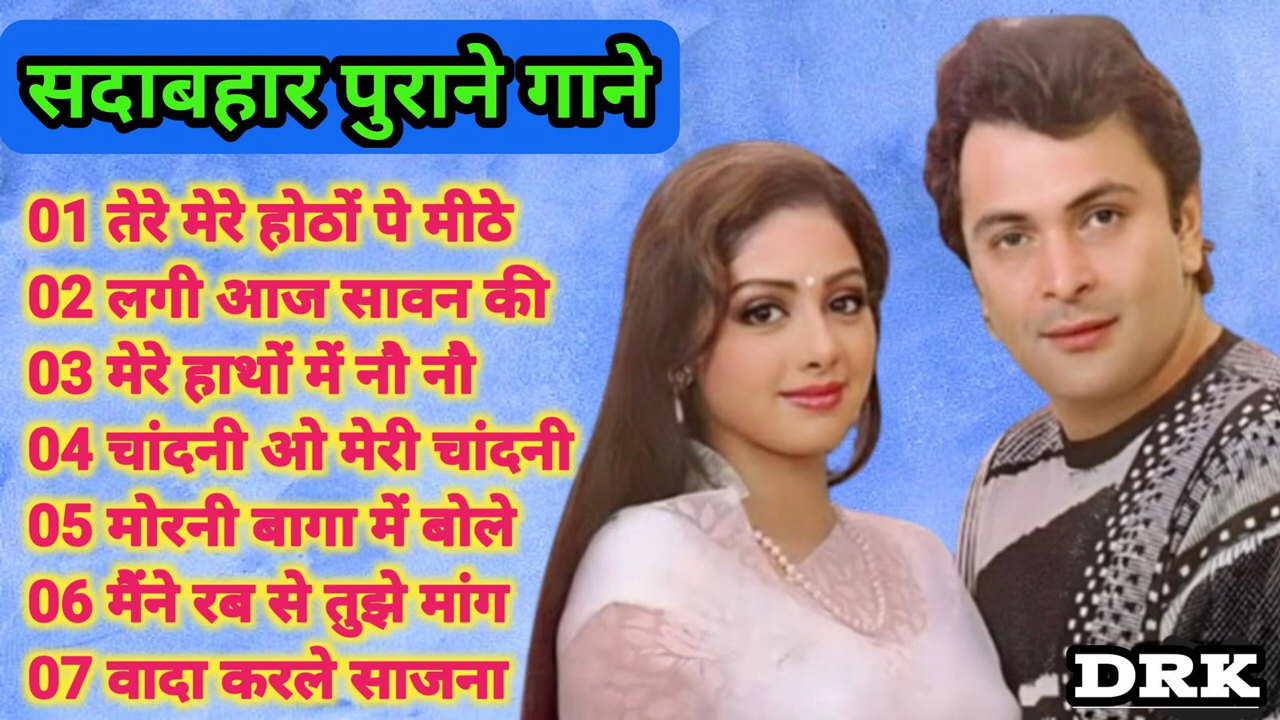 सदाबहार पुराने गाने
01 तेरे मेरे होठों पे मीठे
02 लगी आज सावन की
03 मेरे हाथों में नौ नौ
04 चांदनी ओ मेरी चांदनी
05 मोरनी बागा में बोले
06 मैंने रब से तुझे मांग
07 वादा करले साजना
DRK